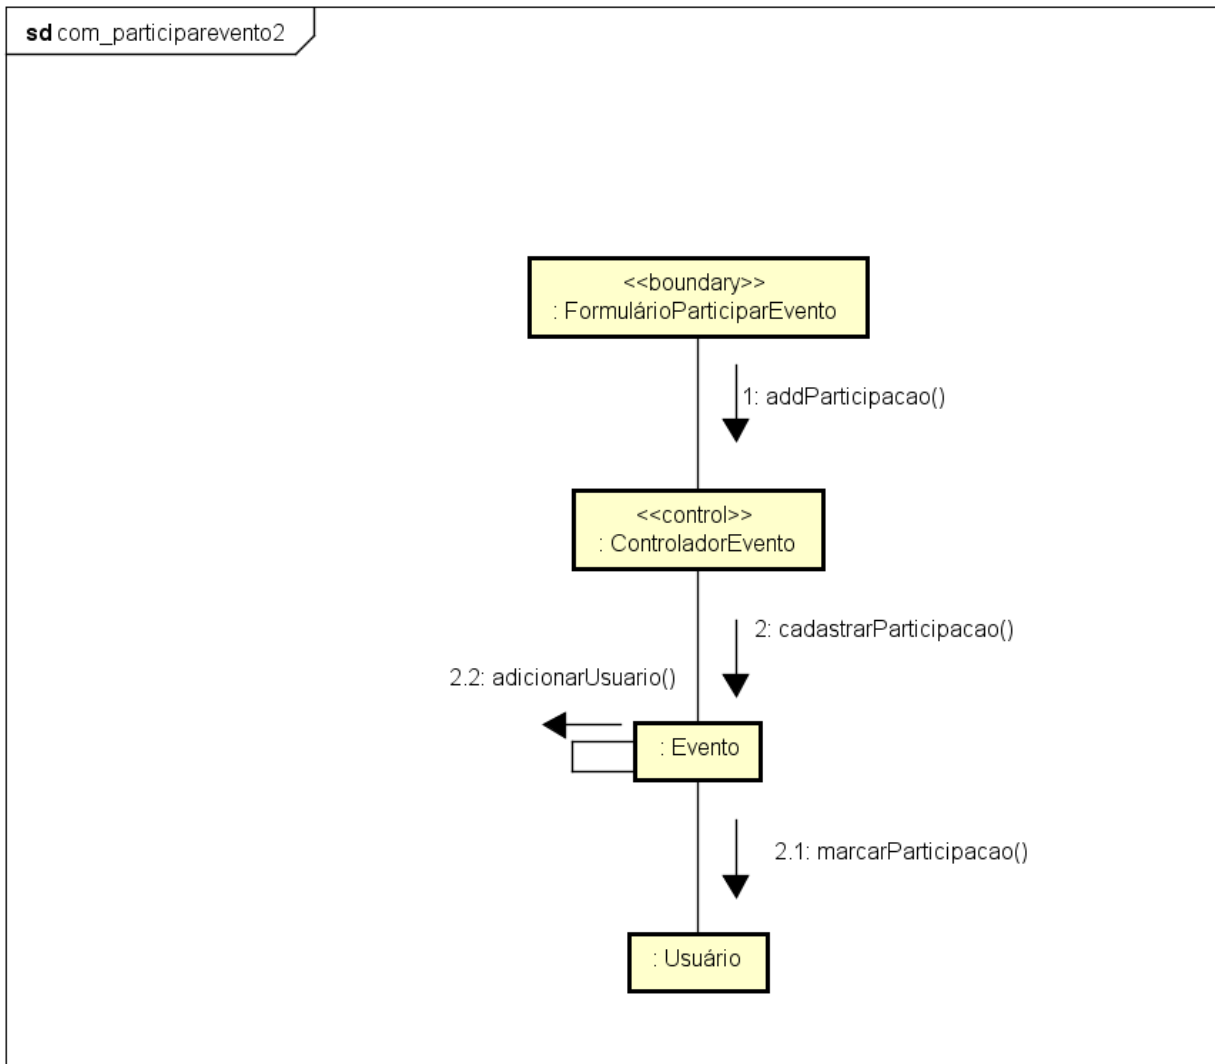 sd com_participarevento2
<<boundary>>
: FormulárioParticiparEvento
1: addParticipacao()
<<control>>
: ControladorEvento
2: cadastrarParticipacao()
2.2: adicionarUsuario()
: Evento
2.1: marcarParticipacao()
: Usuário